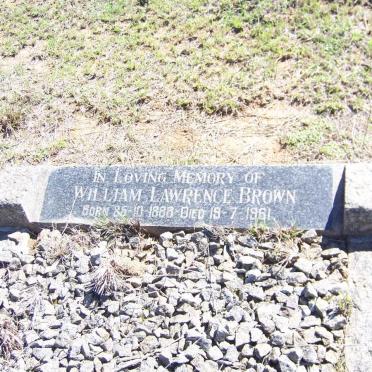 IN LOVING MEMORY OF
WILLIAM LAWRENCE BROWN
BORN 25-10-1888 DIED 19-7-1961